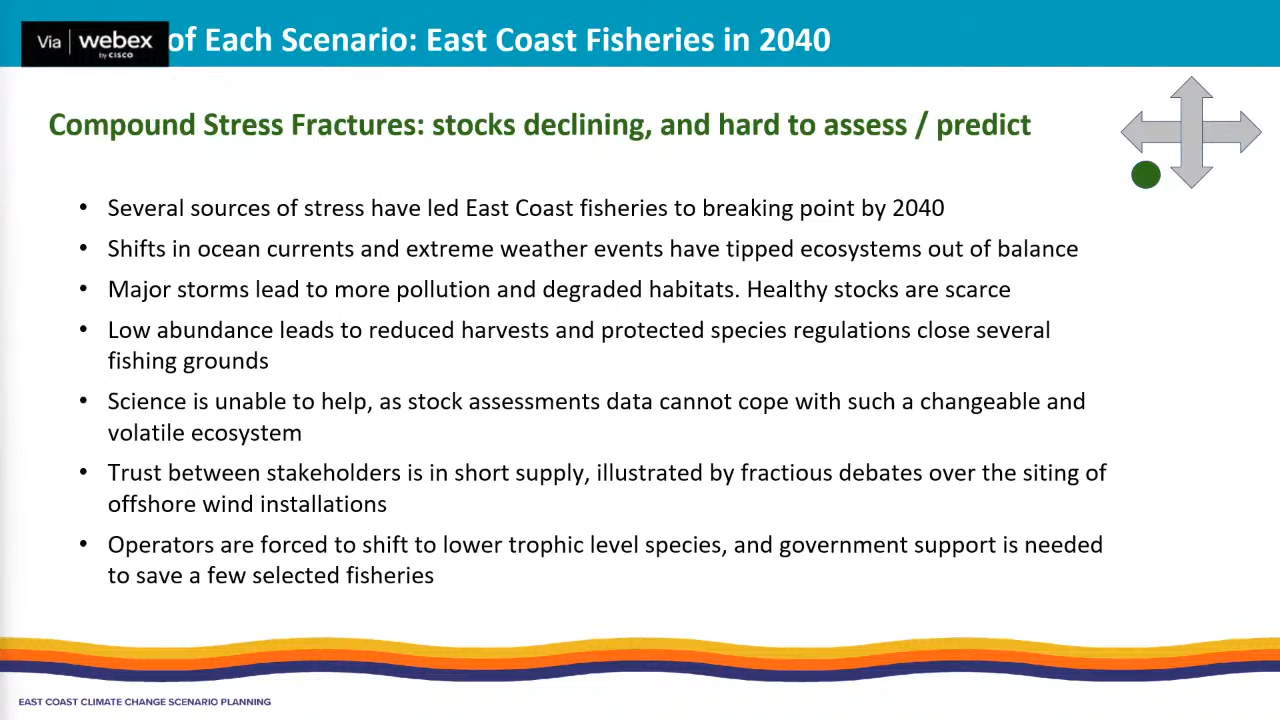 Via webex
by CISCO
of Each Scenario: East Coast Fisheries in 2040
Compound Stress Fractures: stocks declining, and hard to assess / predict
• Several sources of stress have led East Coast fisheries to breaking point by 2040
• Shifts in ocean currents and extreme weather events have tipped ecosystems out of balance
• Major storms lead to more pollution and degraded habitats. Healthy stocks are scarce
• Low abundance leads to reduced harvests and protected species regulations close several
fishing grounds
• Science is unable to help, as stock assessments data cannot cope with such a changeable and
volatile ecosystem
• Trust between stakeholders is in short supply, illustrated by fractious debates over the siting of
offshore wind installations
• Operators are forced to shift to lower trophic level species, and government support is needed
to save a few selected fisheries
EAST COAST CLIMATE CHANGE SCENARIO PLANNING